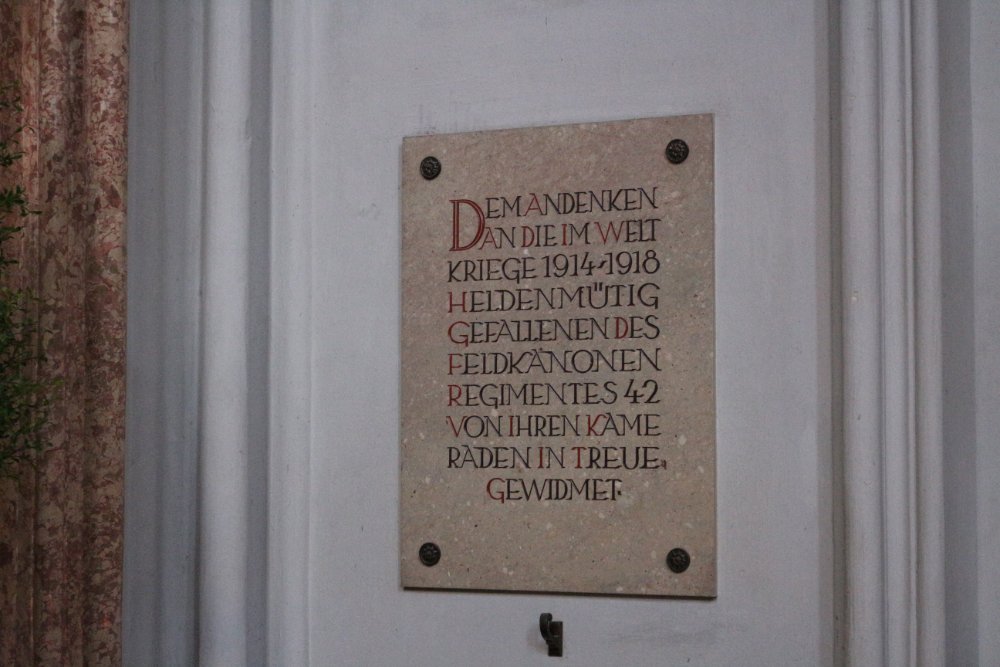 DEM ANDENKEN
AN DIE IM WELT
KRIEGE 1914-1918
HELDENMÜTIG
GEFALLENEN DES
FELDKANONEN
REGIMENTES 42
VON IHREN KAME
RADEN IN TREUE.
GEWIDMET.